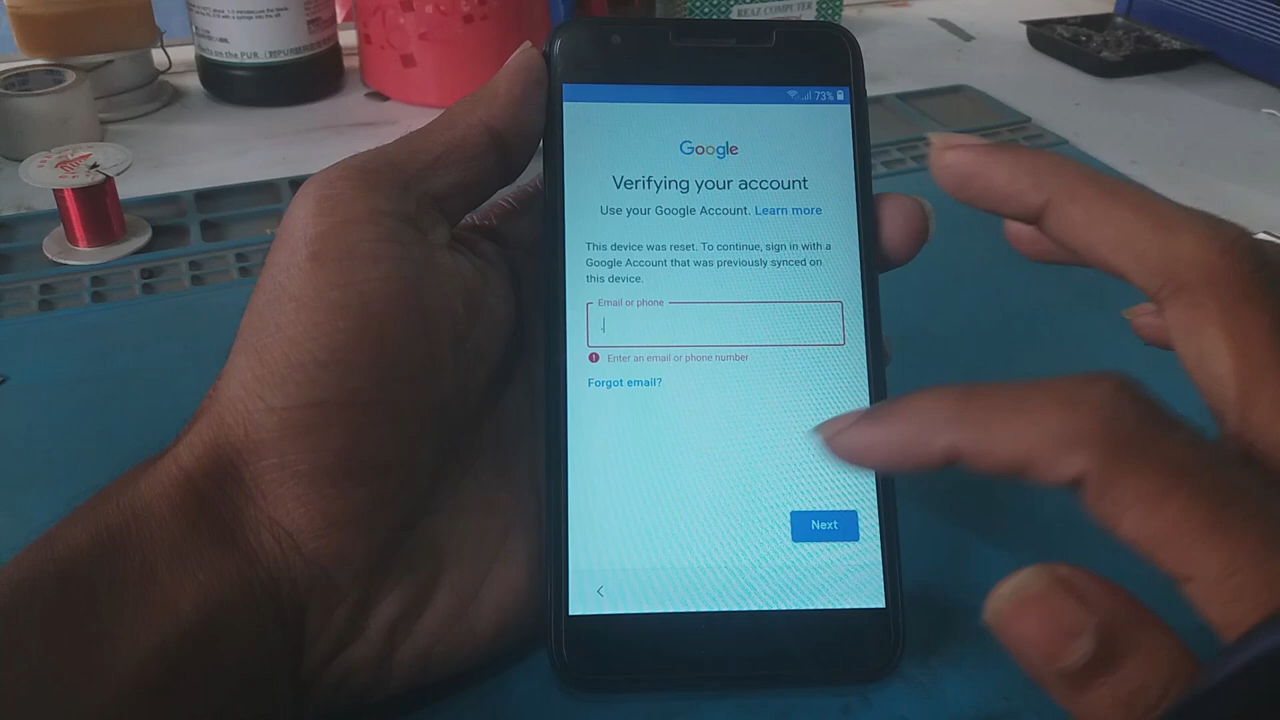 REAZ COMPUTER
73%
Google
Verifying your account
Use your Google Account. Learn more
This device was reset. To continue, sign in with a
Google Account that was previously synced on
this device.
Email or phone
.
Enter an email or phone number
Forgot email?
Next